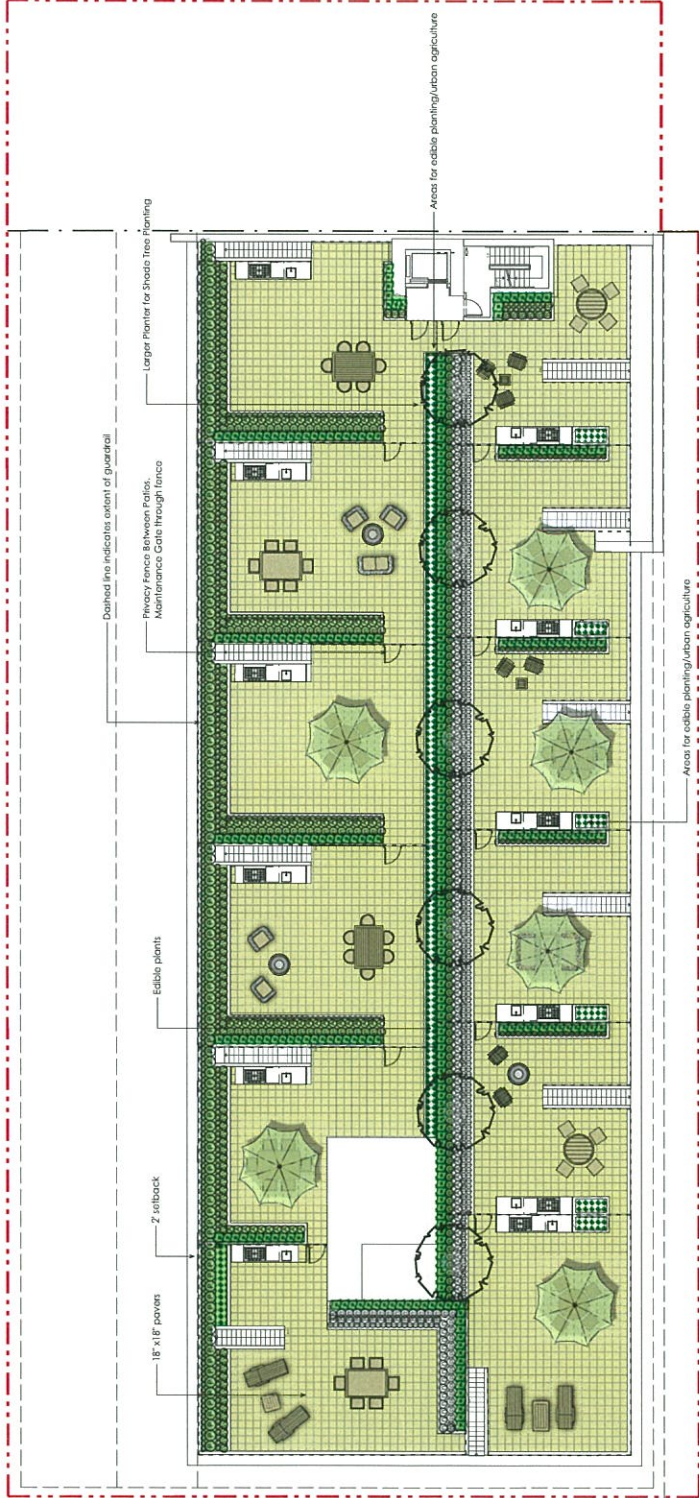 18"x18" pavers
2' setback
Edible plants
Dashed line indicates extent of guardrail
Privacy Fence Between Patios.
Maintenance Gate through fence
Larger Planter for Shade Tree Planting
Areas for edible planting/urban agriculture
Areas for edible planting/urban agriculture